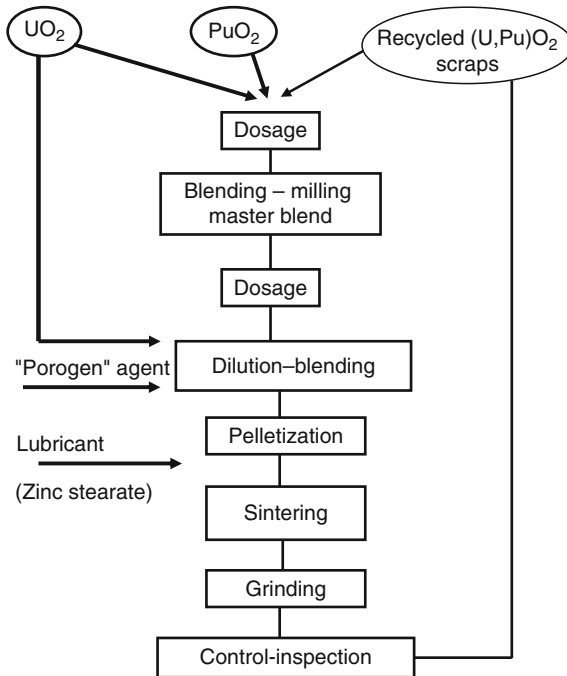 UO₂
PuO₂
Recycled (U,Pu)O₂
scraps
Dosage
Blending – milling
master blend
Dosage
Dilution–blending
"Porogen" agent
Pelletization
Lubricant
(Zinc stearate)
Sintering
Grinding
Control-inspection